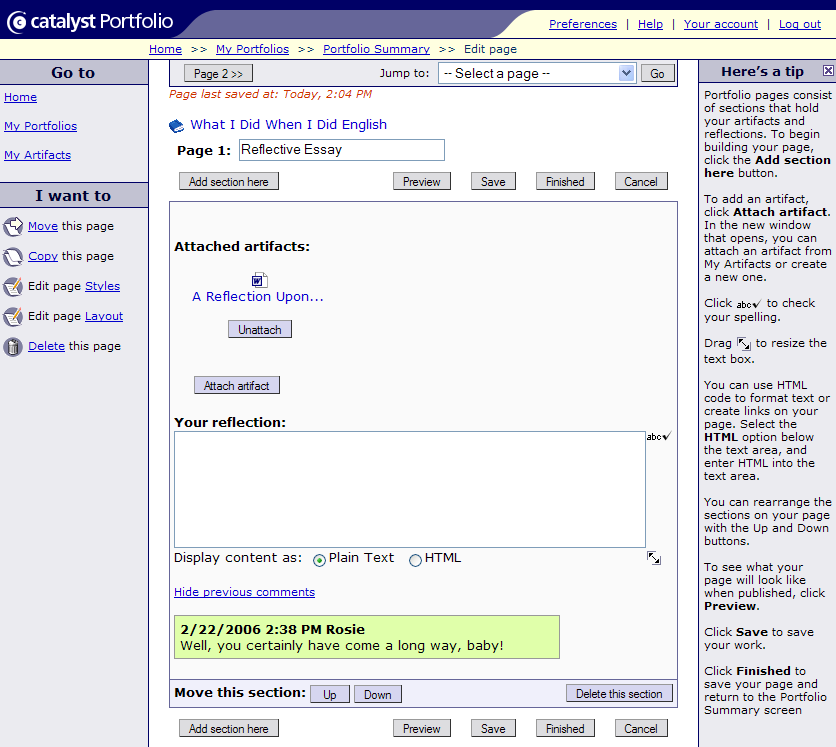 catalyst Portfolio
Preferences | Help | Your account | Log out
Home >> My Portfolios >> Portfolio Summary >> Edit page
Go to
Home
My Portfolios
My Artifacts
I want to
Move this page
Copy this page
Edit page Styles
Edit page Layout
Delete this page
Page 2 >>
Jump to: -- Select a page -- Go
Page last saved at: Today, 2:04 PM
What I Did When I Did English
Page 1: Reflective Essay
Add section here Preview Save Finished Cancel
Attached artifacts:
A Reflection Upon...
Unattach
Attach artifact
Your reflection:
abc
Display content as: Plain Text HTML
Hide previous comments
2/22/2006 2:38 PM Rosie
Well, you certainly have come a long way, baby!
Move this section: Up Down Delete this section
Add section here Preview Save Finished Cancel
Here's a tip
Portfolio pages consist
of sections that hold
your artifacts and
reflections. To begin
building your page,
click the Add section
here button.
To add an artifact,
click Attach artifact.
In the new window
that opens, you can
attach an artifact from
My Artifacts or create
a new one.
Click abc to check
your spelling.
Drag to resize the
text box.
You can use HTML
code to format text or
create links on your
page. Select the
HTML option below
the text area, and
enter HTML into the
text area.
You can rearrange the
sections on your page
with the Up and Down
buttons.
To see what your
page will look like
when published, click
Preview.
Click Save to save
your work.
Click Finished to
save your page and
return to the Portfolio
Summary screen